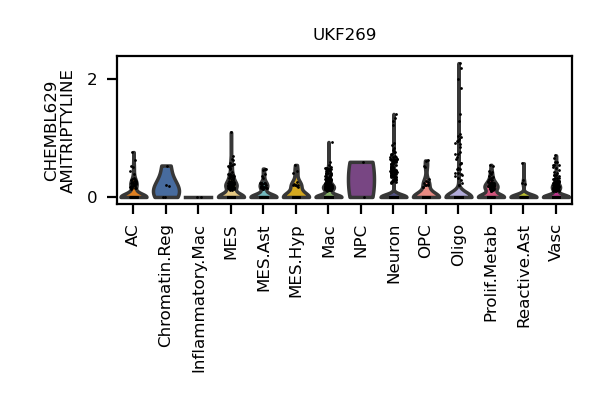 UKF269
CHEMBL629
AMITRIPTYLINE
2
0
AC
Chromatin.Reg
Inflammatory.Mac
MES
MES.Ast
MES.Hyp
Mac
NPC
Neuron
OPC
Oligo
Prolif.Metab
Reactive.Ast
Vasc